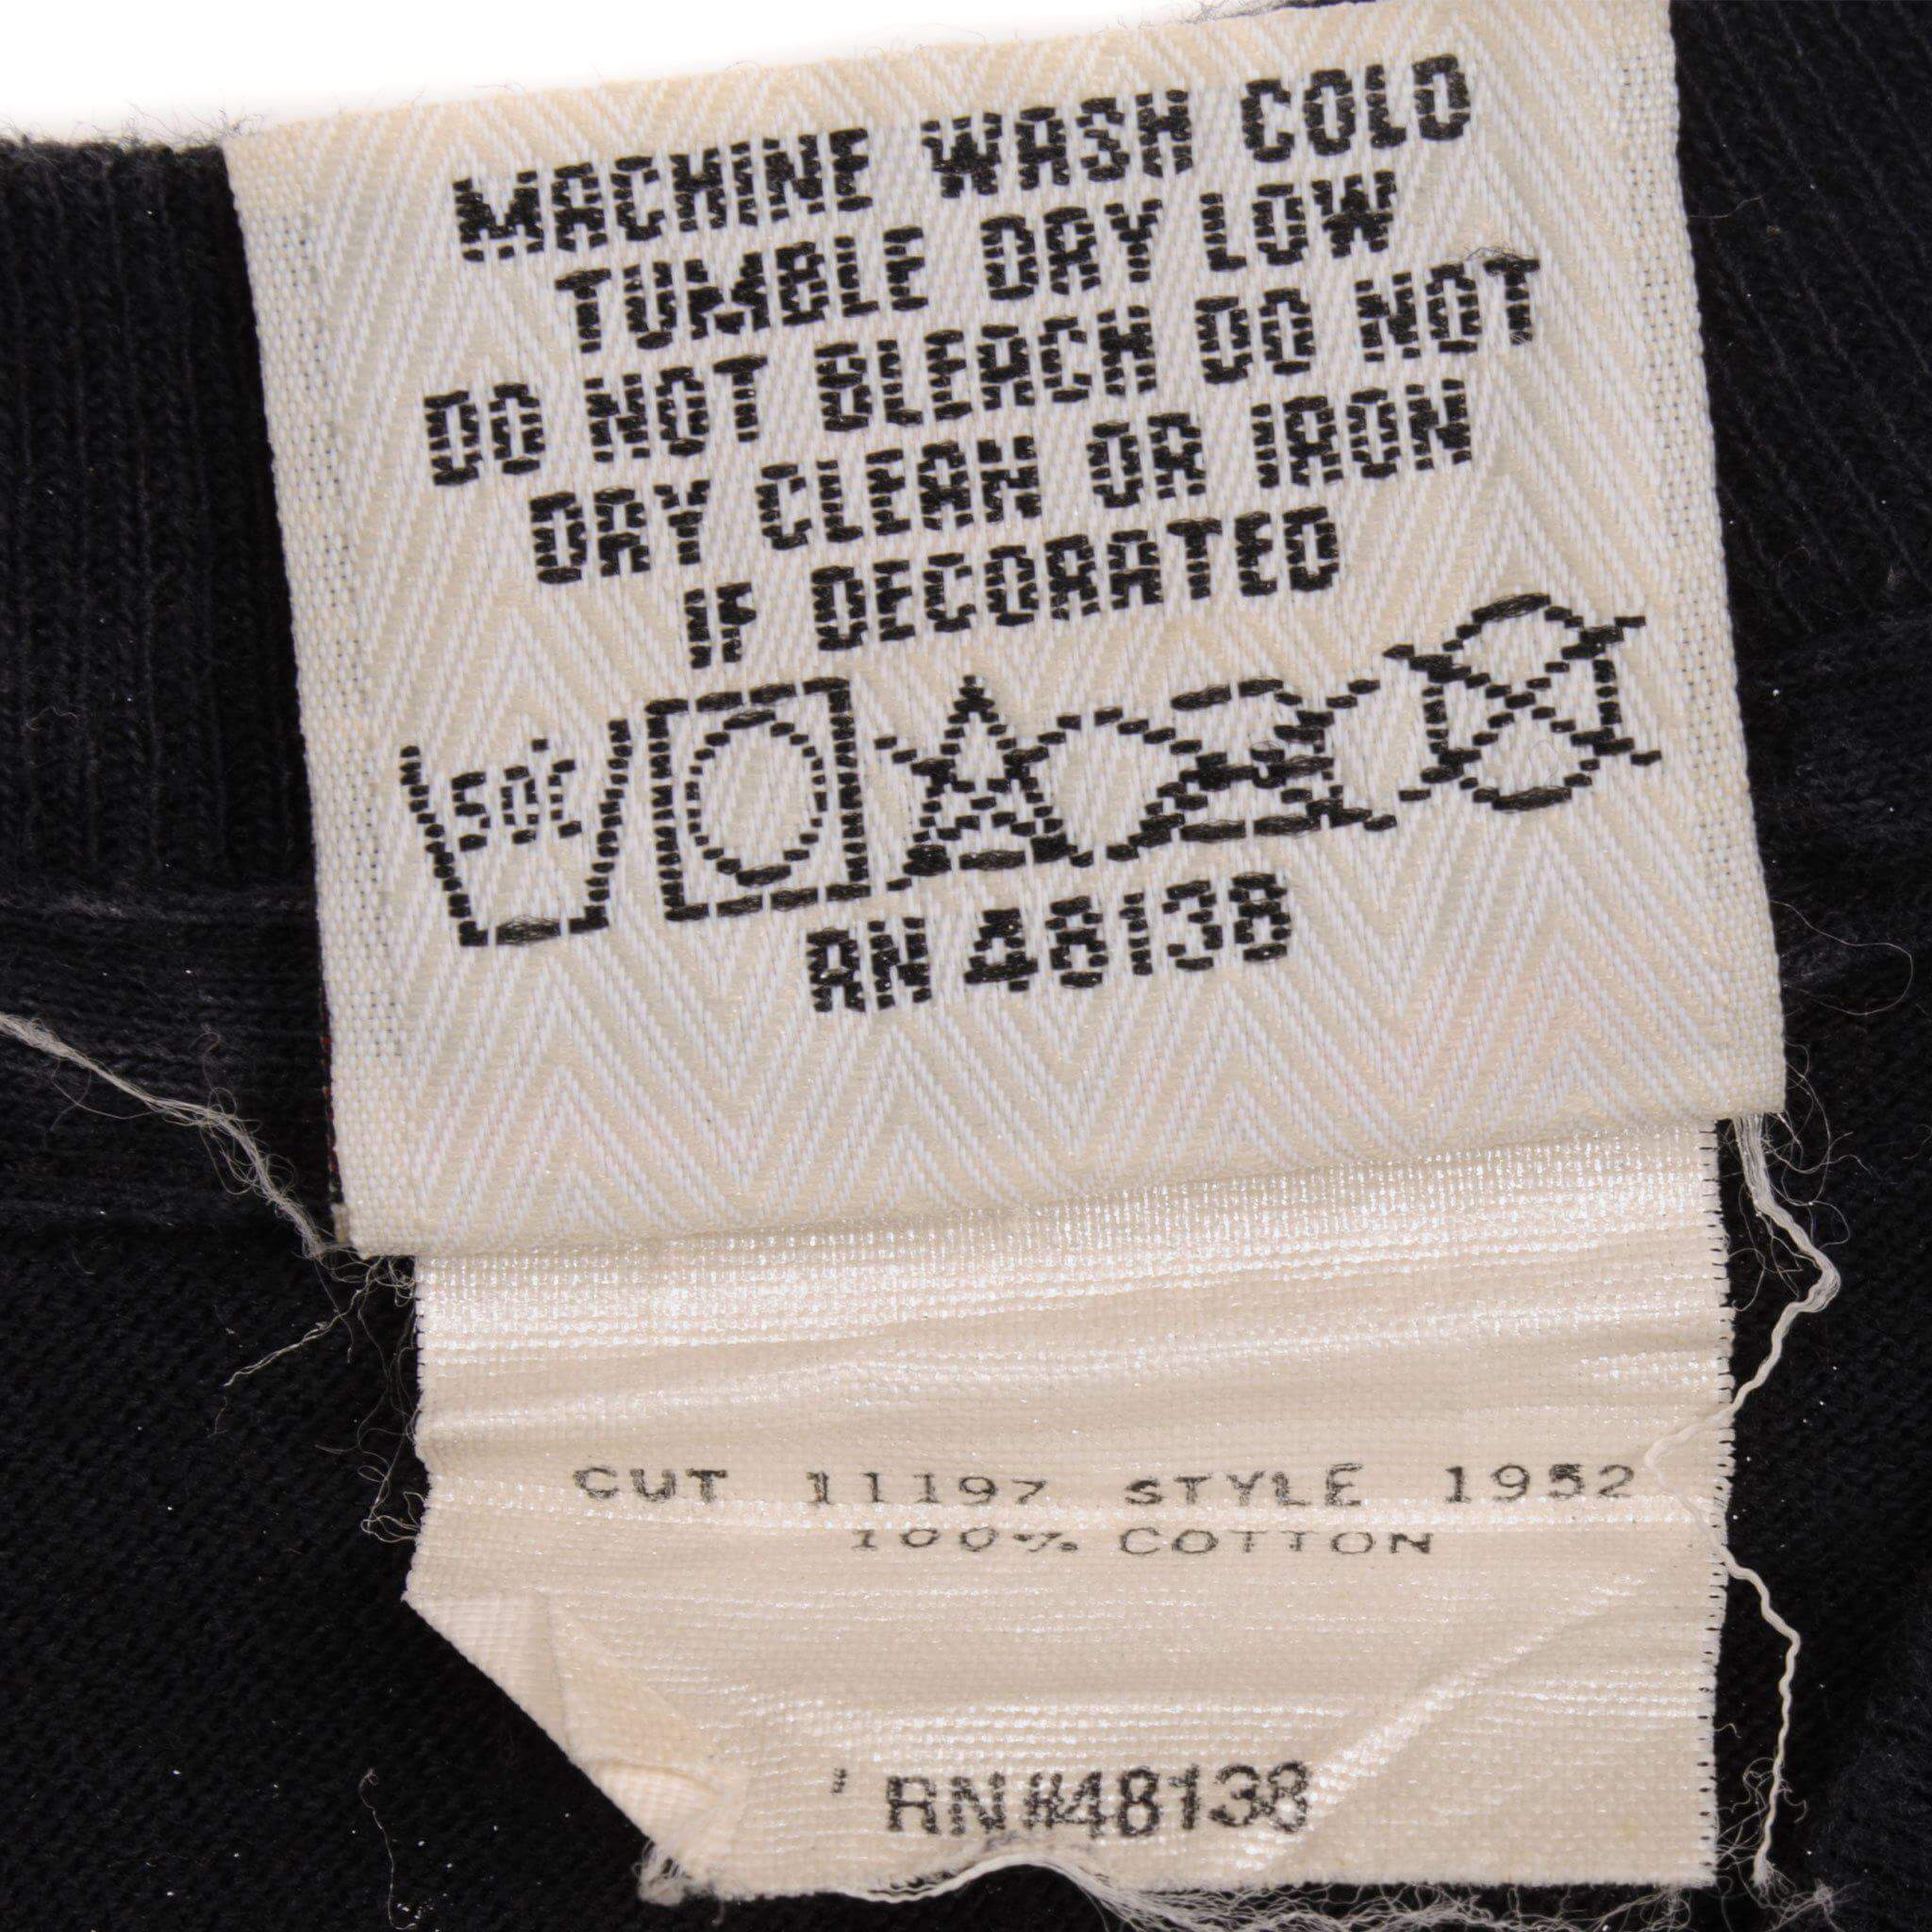 MACHINE WASH COLD
TUMBLE DRY LOW
DO NOT BLEACH DO NOT
DRY CLEAN OR IRON
IF DECORATED
50C
RN 48138
CUT 11197 STYLE 1952
100% COTTON
RN#48138